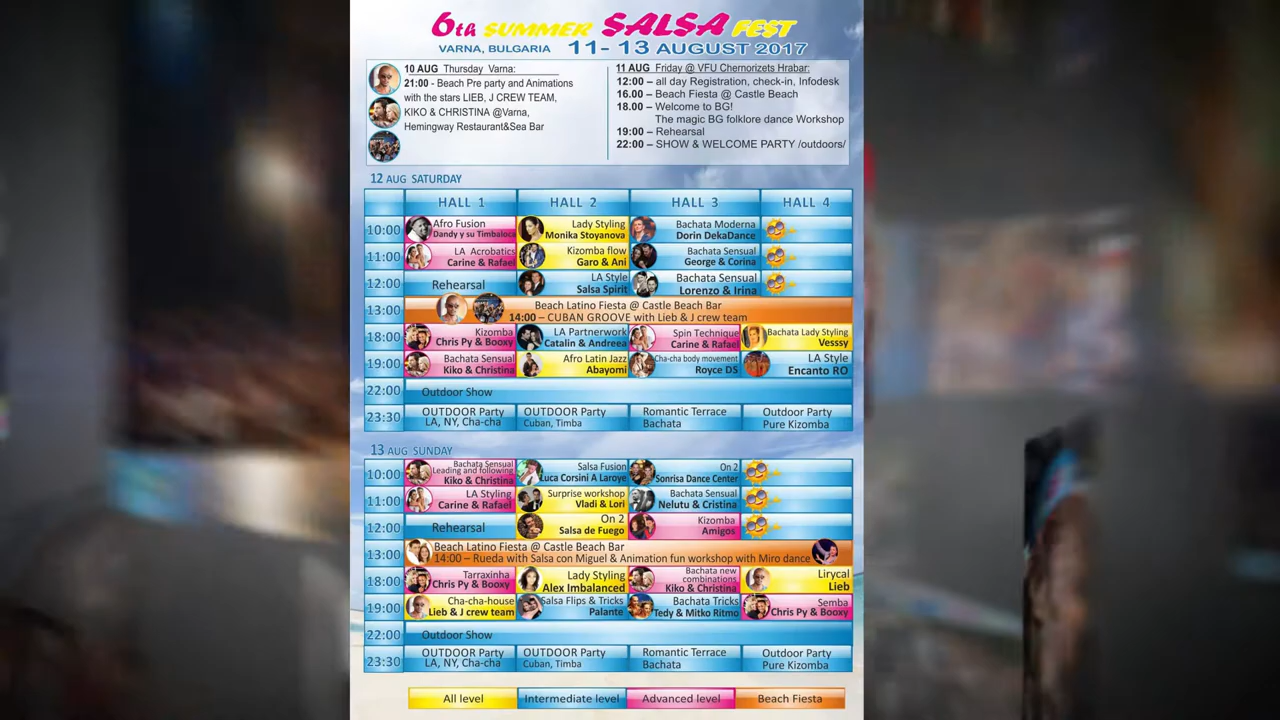 6th SUMMER SALSA FEST
VARNA, BULGARIA 11- 13 AUGUST 2017
10 AUG Thursday Varna:
21:00 - Beach Pre party and Animations
with the stars LIEB, J CREW TEAM,
KIKO & CHRISTINA @Varna,
Hemingway Restaurant&Sea Bar
11 AUG Friday @ VFU Chernorizets Hrabar:
12:00 – all day Registration, check-in, Infodesk
16.00 – Beach Fiesta @ Castle Beach
18.00 – Welcome to BG!
The magic BG folklore dance Workshop
19:00 – Rehearsal
22:00 – SHOW & WELCOME PARTY /outdoors/
12 AUG SATURDAY
HALL 1 HALL 2 HALL 3 HALL 4
10:00
Afro Fusion
Dandy y su Timbaloca
Lady Styling
Monika Stoyanova
Bachata Moderna
Dorin DekaDance
11:00
LA Acrobatics
Carine & Rafael
Kizomba flow
Garo & Ani
Bachata Sensual
George & Corina
12:00
Rehearsal
LA Style
Salsa Spirit
Bachata Sensual
Lorenzo & Irina
13:00
Beach Latino Fiesta @ Castle Beach Bar
14:00 – CUBAN GROOVE with Lieb & J crew team
18:00
Kizomba
Chris Py & Booxy
LA Partnerwork
Catalin & Andreea
Spin Technique
Carine & Rafael
Bachata Lady Styling
Vesssy
19:00
Bachata Sensual
Kiko & Christina
Afro Latin Jazz
Abayomi
Cha-cha body movement
Royce DS
LA Style
Encanto RO
22:00
Outdoor Show
23:30
OUTDOOR Party
LA, NY, Cha-cha
OUTDOOR Party
Cuban, Timba
Romantic Terrace
Bachata
Outdoor Party
Pure Kizomba
13 AUG SUNDAY
10:00
Bachata Sensual
Leading and following
Kiko & Christina
Salsa Fusion
Luca Corsini A Laroye
On 2
Sonrisa Dance Center
11:00
LA Styling
Carine & Rafael
Surprise workshop
Vladi & Lori
Bachata Sensual
Nelutu & Cristina
12:00
Rehearsal
On 2
Salsa de Fuego
Kizomba
Amigos
13:00
Beach Latino Fiesta @ Castle Beach Bar
14:00 – Rueda with Salsa con Miguel & Animation fun workshop with Miro dance
18:00
Tarraxinha
Chris Py & Booxy
Lady Styling
Alex Imbalanced
Bachata new
combinations
Kiko & Christina
Lirycal
Lieb
19:00
Cha-cha-house
Lieb & J crew team
Salsa Flips & Tricks
Palante
Bachata Tricks
Tedy & Mitko Ritmo
Semba
Chris Py & Booxy
22:00
Outdoor Show
23:30
OUTDOOR Party
LA, NY, Cha-cha
OUTDOOR Party
Cuban, Timba
Romantic Terrace
Bachata
Outdoor Party
Pure Kizomba
All level Intermediate level Advanced level Beach Fiesta